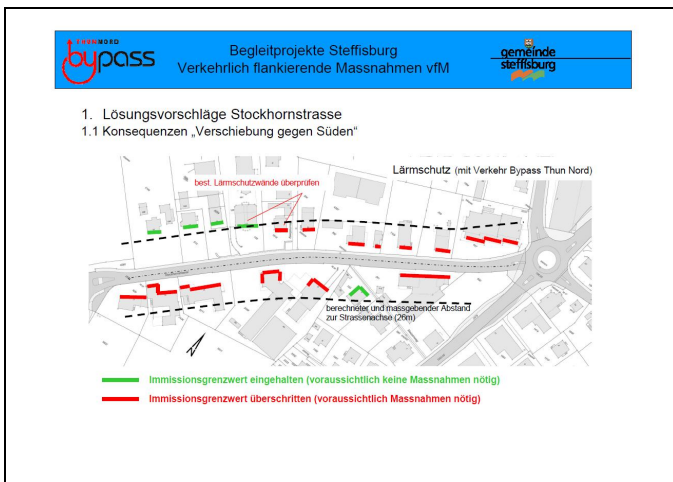 THUNNORD
bypass
Begleitprojekte Steffisburg
Verkehrlich flankierende Massnahmen vfM
gemeinde
steffisburg
1. Lösungsvorschläge Stockhornstrasse
1.1 Konsequenzen „Verschiebung gegen Süden“
Lärmschutz (mit Verkehr Bypass Thun Nord)
best. Lärmschutzwände überprüfen
berechneter und massgebender Abstand
zur Strassenachse (26m)
N
Immissionsgrenzwert eingehalten (voraussichtlich keine Massnahmen nötig)
Immissionsgrenzwert überschritten (voraussichtlich Massnahmen nötig)